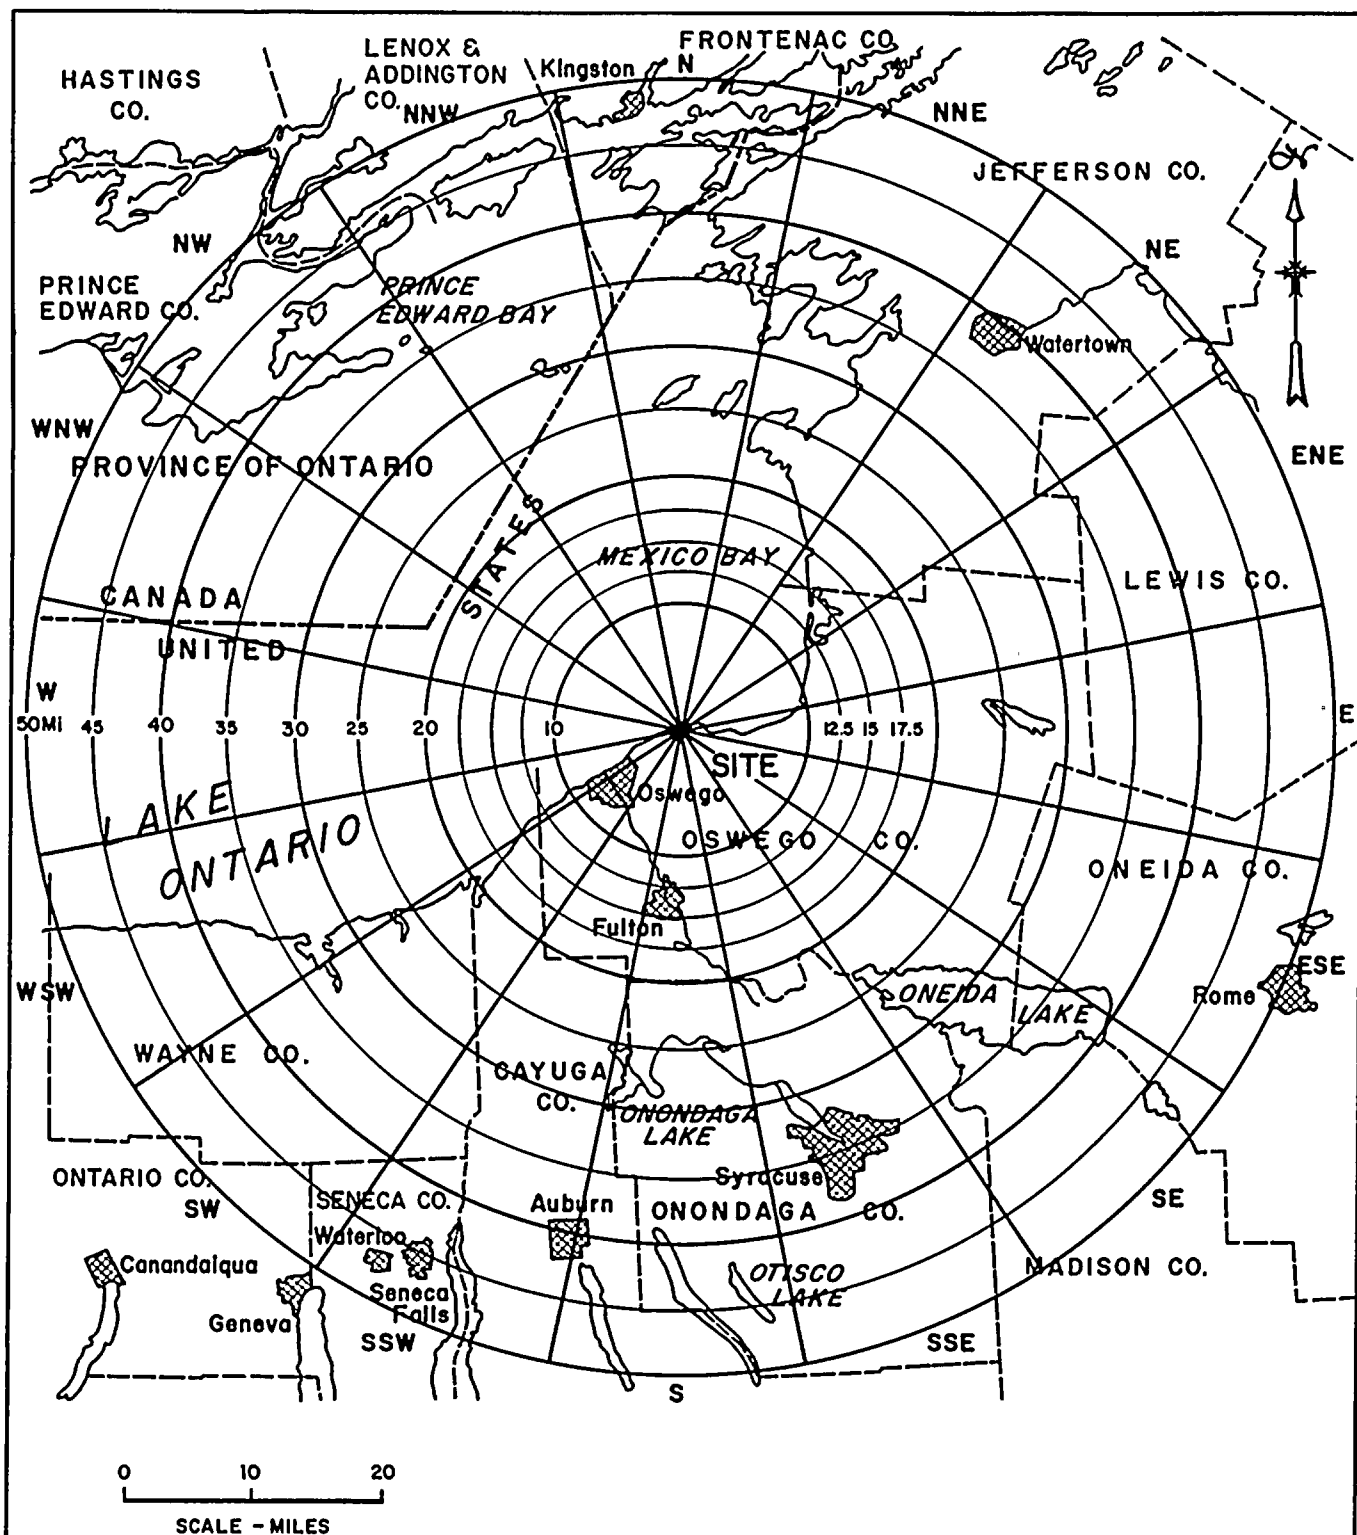 LENOX &
ADDINGTON
CO.
FRONTENAC CO.
Kingston
N
HASTINGS
CO.
NNW
NNE
JEFFERSON CO.
N
NW
NE
PRINCE
EDWARD CO.
PRINCE
EDWARD BAY
Watertown
WNW
PROVINCE OF ONTARIO
ENE
STATES
MEXICO BAY
CANADA
LEWIS CO.
UNITED
W
50Mi 45 40 35 30 25 20 10 12.5 15 17.5
E
SITE
Oswego
LAKE
ONTARIO
OSWEGO CO.
ONEIDA CO.
Fulton
WSW
ONEIDA
LAKE
ESE
Rome
WAYNE CO.
CAYUGA
CO.
ONONDAGA
LAKE
Syracuse
ONTARIO CO.
SW
SENECA CO.
Auburn
ONONDAGA CO.
SE
Waterloo
Canandaiqua
Seneca
Falls
OTISCO
LAKE
MADISON CO.
Geneva
SSW
SSE
S
0 10 20
SCALE - MILES